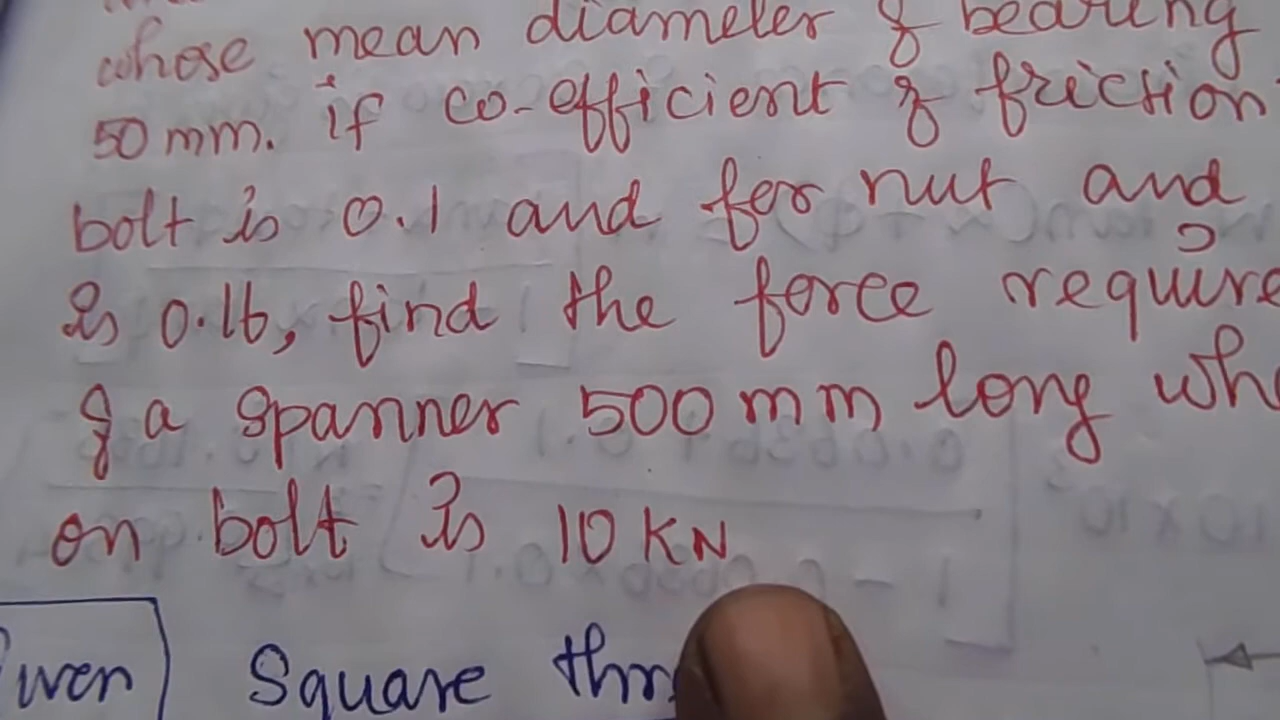 whose mean diameter of bearing
50 mm. if co-efficient of friction
bolt is 0.1 and for nut and
is 0.16, find the force require
of a spanner 500 mm long whe
on bolt is 10 KN
iven Square thr